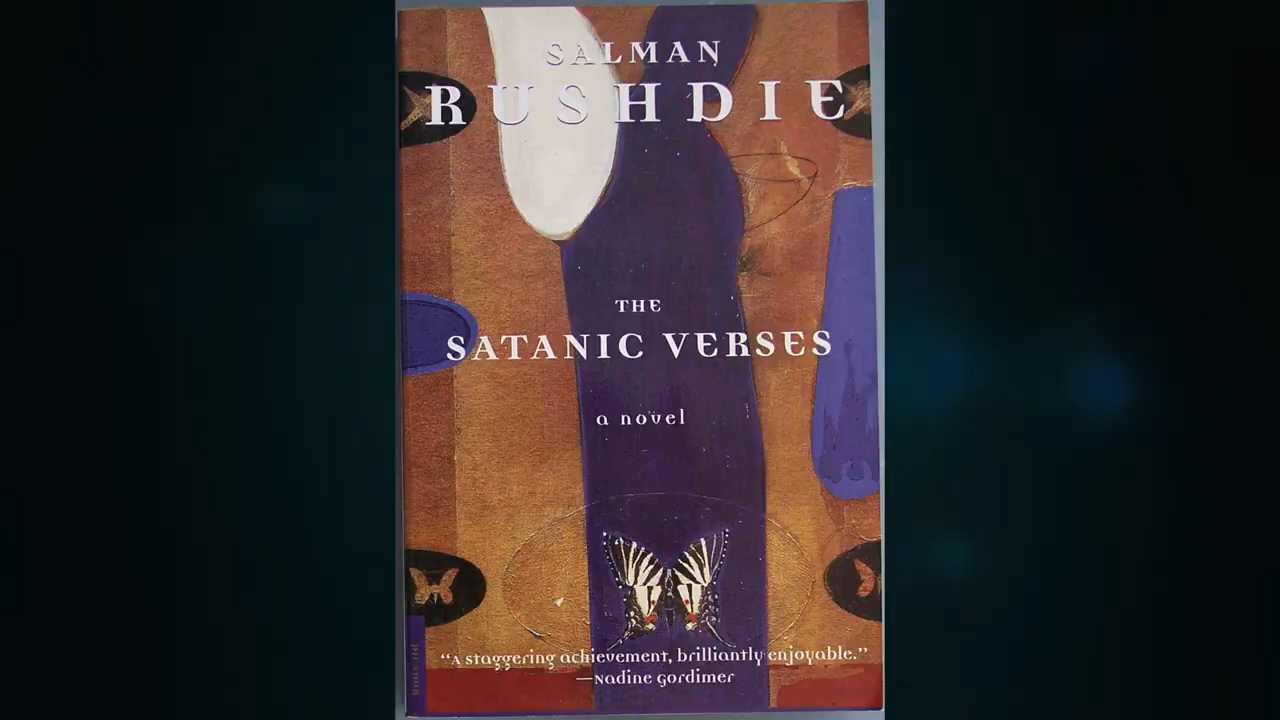 SALMAN
RUSHDIE
THE
SATANIC VERSES
a novel
“A staggering achievement, brilliantly enjoyable.”
—Nadine Gordimer